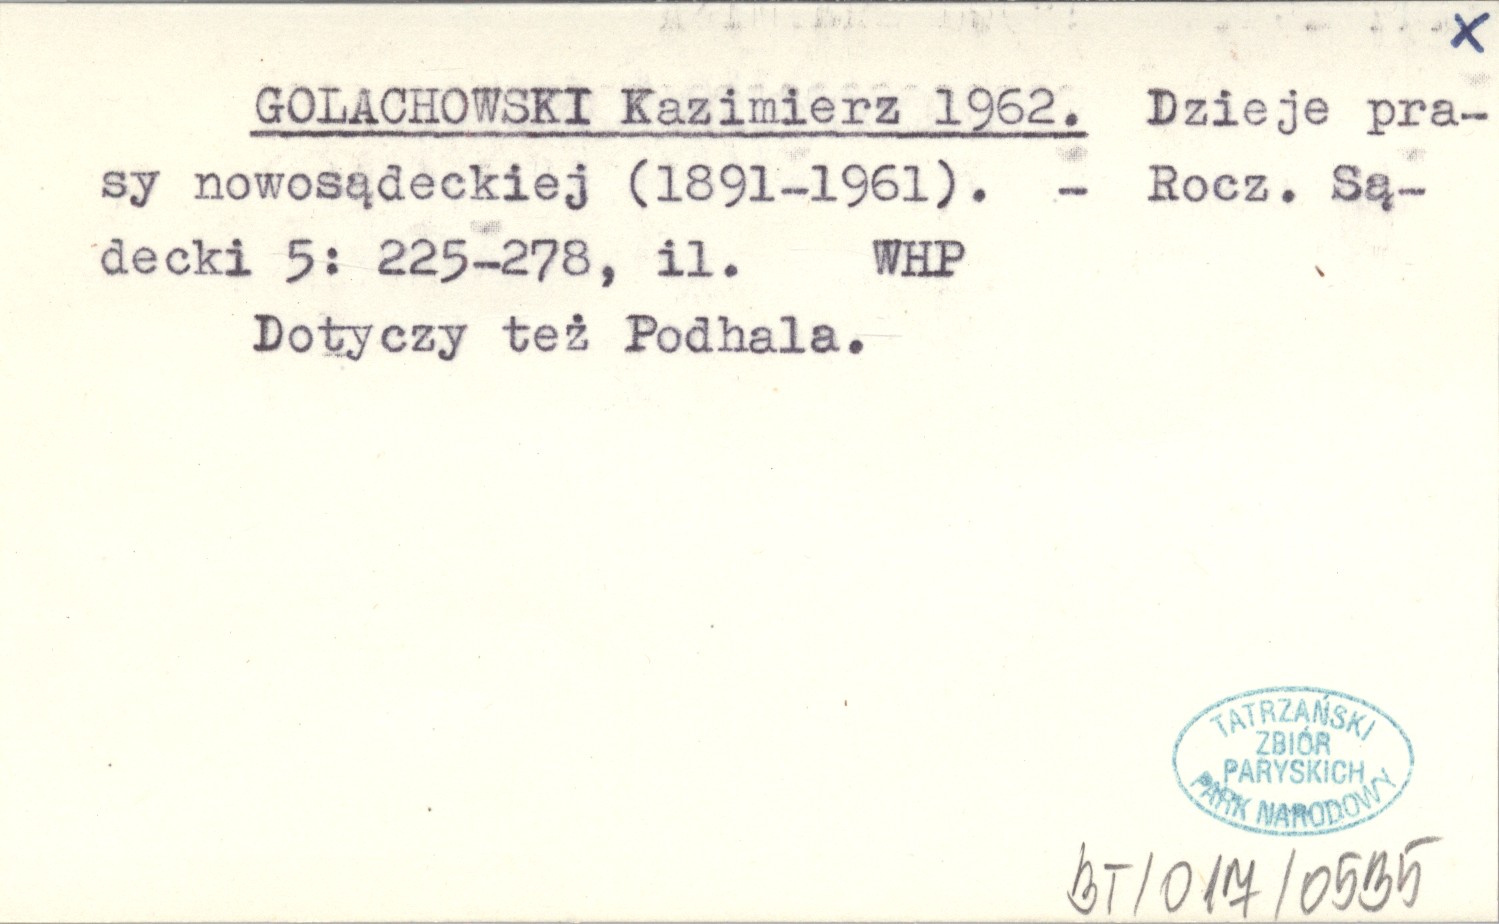 x
GOLACHOWSKI Kazimierz 1962. Dzieje pra-
sy nowosądeckiej (1891-1961). - Rocz. Są-
decki 5: 225-278, il. WHP
Dotyczy też Podhala.
TATRZAŃSKI
ZBIÓR
PARYSKICH
PARK NARODOWY
BT/017/0535